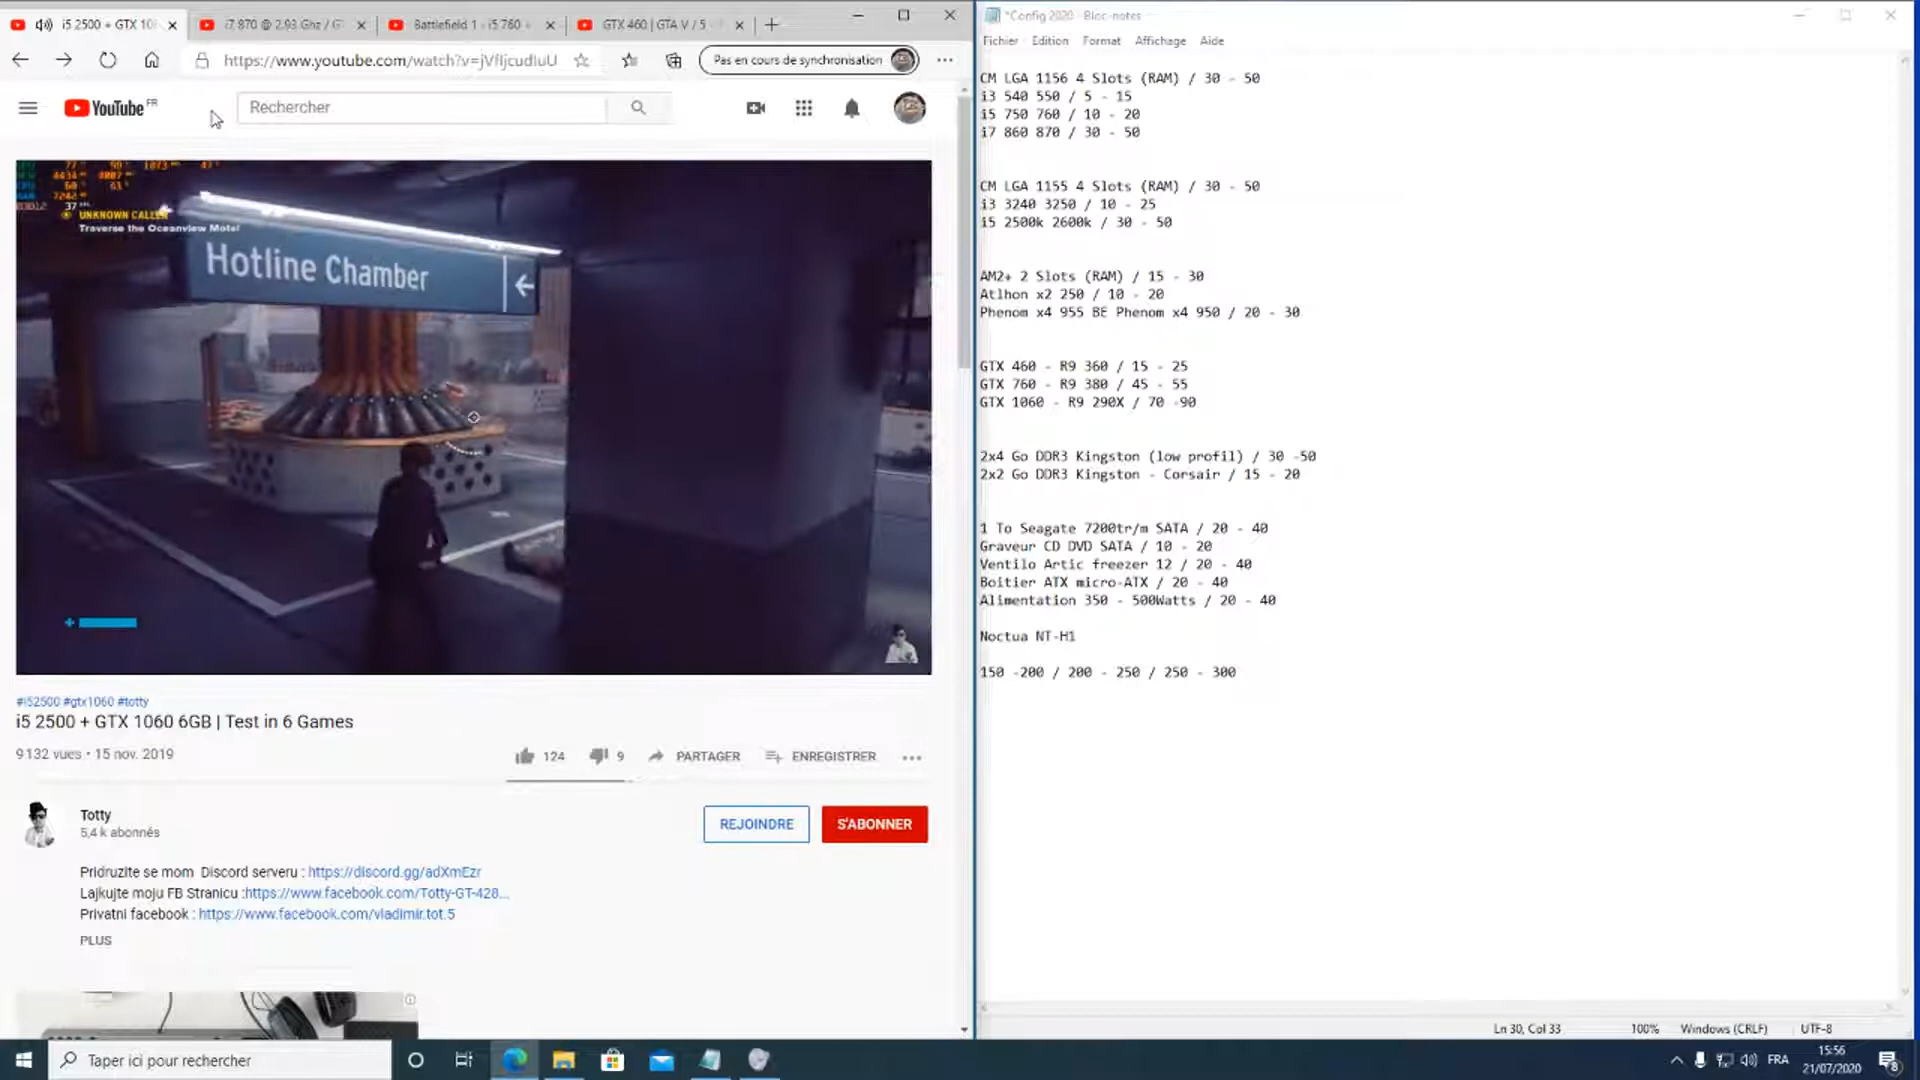 i5 2500 + GTX 10
i7 870 @ 2.93 Ghz / G
Battlefield 1 - i5 760 +
GTX 460 | GTA V / 5
https://www.youtube.com/watch?v=jVfIjcudIuU
Pas en cours de synchronisation
YouTube FR
Rechercher
UNKNOWN CALLER
Traverse the Oceanview Motel
Hotline Chamber
#i52500 #gtx1060 #totty
i5 2500 + GTX 1060 6GB | Test in 6 Games
9 132 vues • 15 nov. 2019
124
9
PARTAGER
ENREGISTRER
Totty
5,4 k abonnés
REJOINDRE
S'ABONNER
Pridruzite se mom Discord serveru : https://discord.gg/adXmEzr
Lajkujte moju FB Stranicu :https://www.facebook.com/Totty-GT-428...
Privatni facebook : https://www.facebook.com/vladimir.tot.5
PLUS
*Config 2020 - Bloc-notes
Fichier Edition Format Affichage Aide
CM LGA 1156 4 Slots (RAM) / 30 - 50
i3 540 550 / 5 - 15
i5 750 760 / 10 - 20
i7 860 870 / 30 - 50
CM LGA 1155 4 Slots (RAM) / 30 - 50
i3 3240 3250 / 10 - 25
i5 2500k 2600k / 30 - 50
AM2+ 2 Slots (RAM) / 15 - 30
Atlhon x2 250 / 10 - 20
Phenom x4 955 BE Phenom x4 950 / 20 - 30
GTX 460 - R9 360 / 15 - 25
GTX 760 - R9 380 / 45 - 55
GTX 1060 - R9 290X / 70 -90
2x4 Go DDR3 Kingston (low profil) / 30 -50
2x2 Go DDR3 Kingston - Corsair / 15 - 20
1 To Seagate 7200tr/m SATA / 20 - 40
Graveur CD DVD SATA / 10 - 20
Ventilo Artic freezer 12 / 20 - 40
Boitier ATX micro-ATX / 20 - 40
Alimentation 350 - 500Watts / 20 - 40
Noctua NT-H1
150 -200 / 200 - 250 / 250 - 300
Ln 30, Col 33
100%
Windows (CRLF)
UTF-8
Taper ici pour rechercher
FRA
15:56
21/07/2020
8